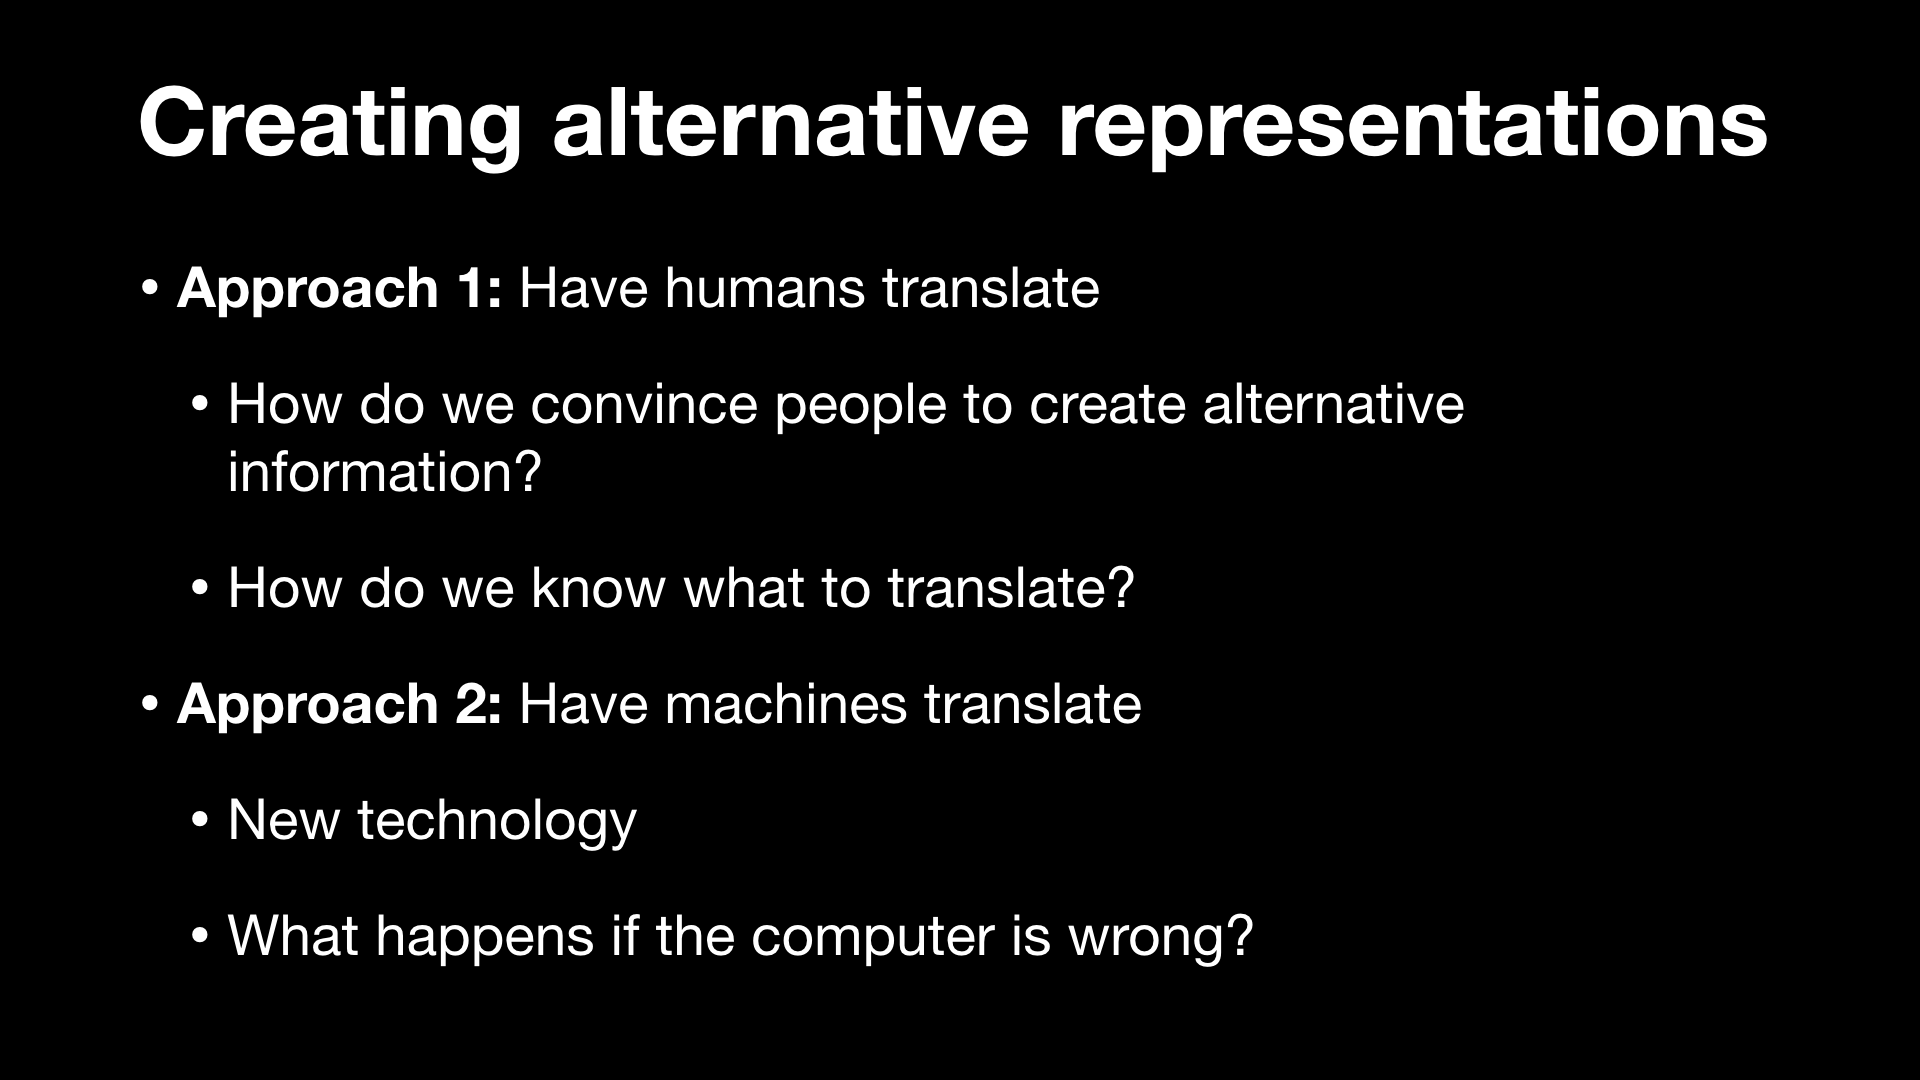 Creating alternative representations
• Approach 1: Have humans translate
• How do we convince people to create alternative
information?
• How do we know what to translate?
• Approach 2: Have machines translate
• New technology
• What happens if the computer is wrong?